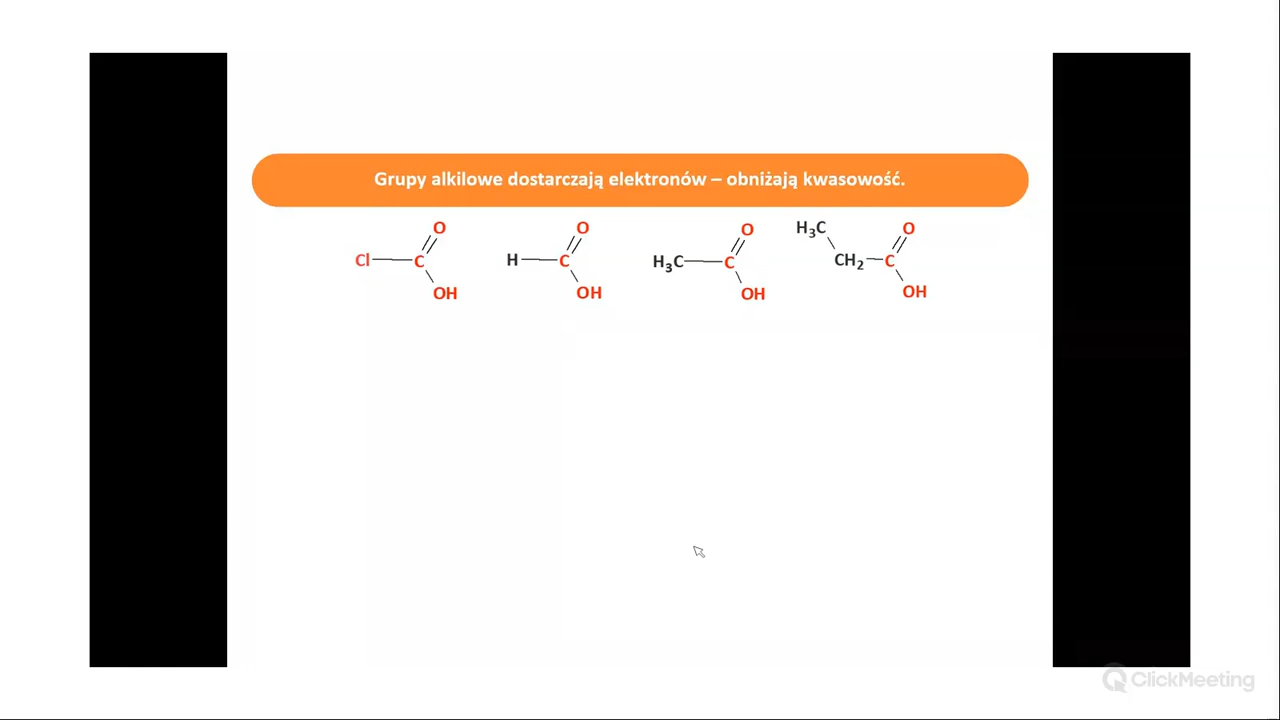 Grupy alkilowe dostarczają elektronów – obniżają kwasowość.
O O O H₃C O
Cl C H C H₃C C CH₂ C
OH OH OH OH
ClickMeeting